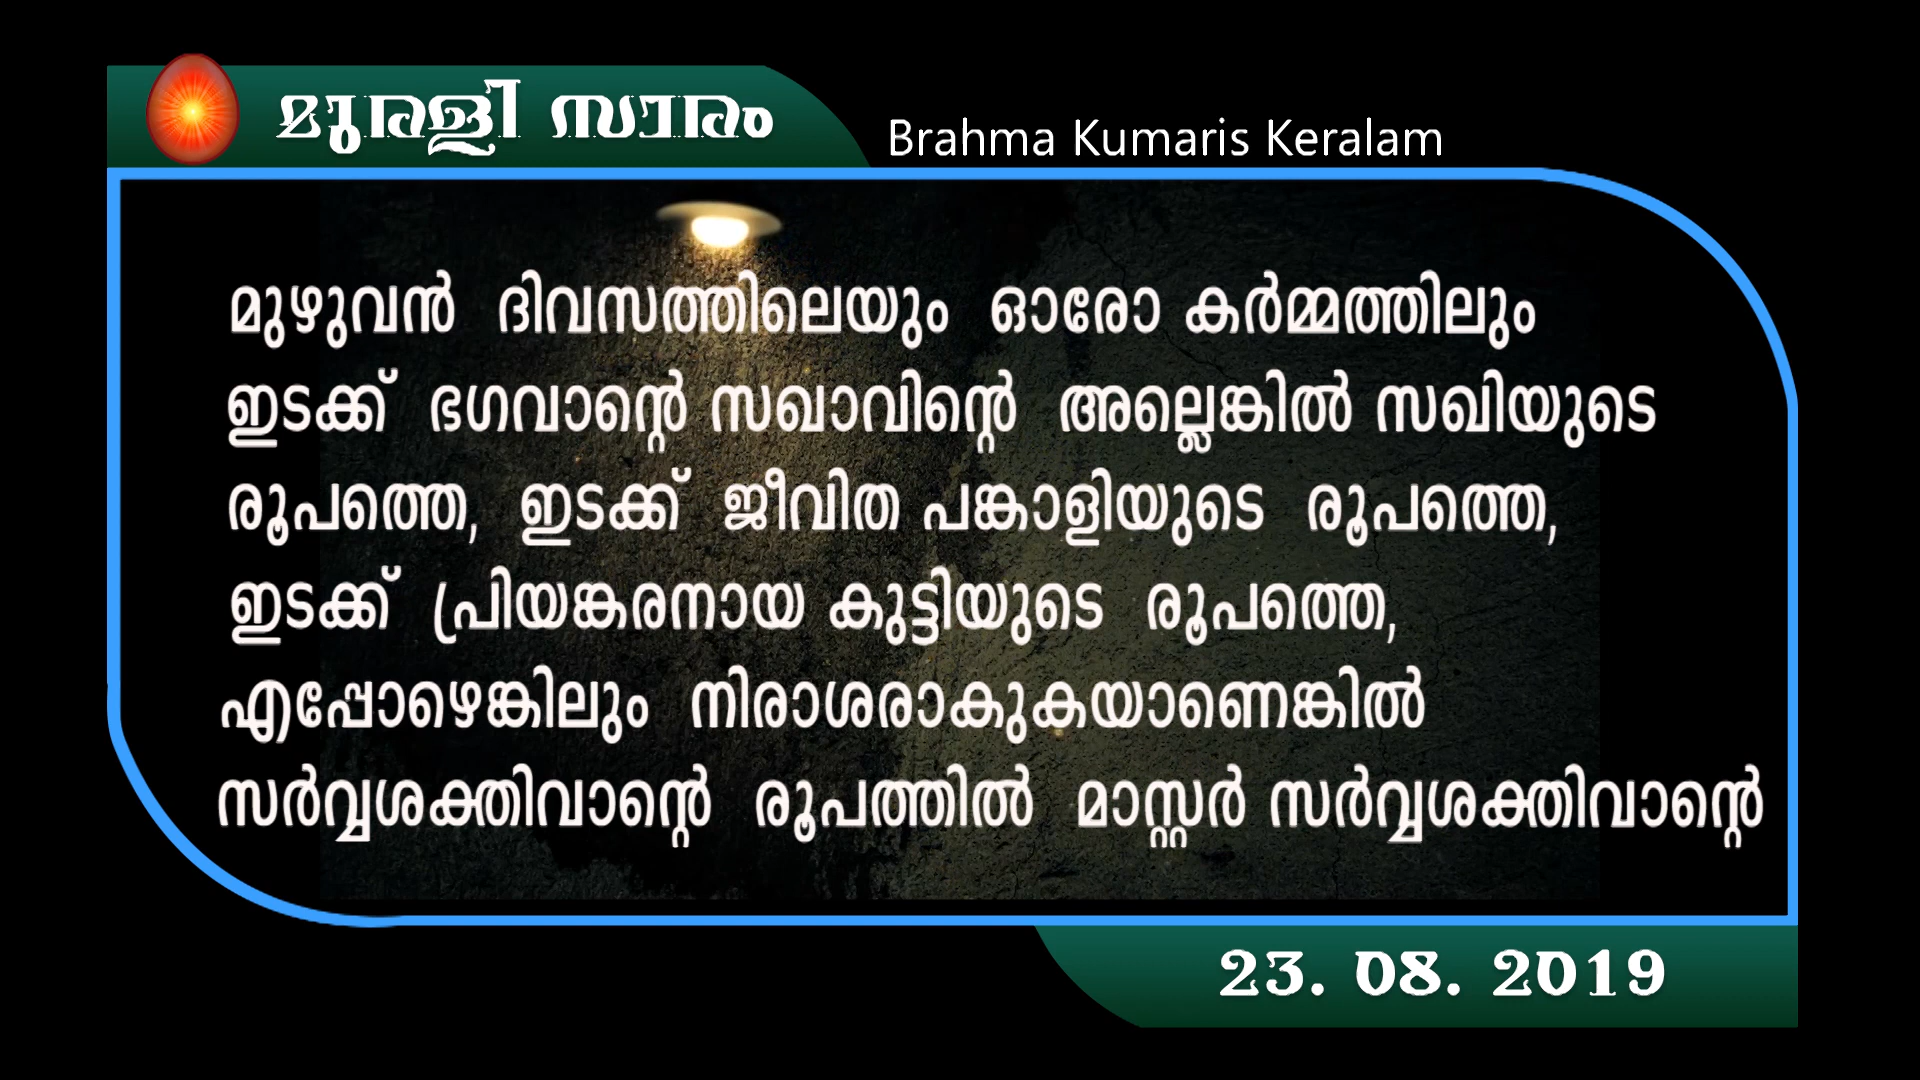 മുരളി സാരം
Brahma Kumaris Keralam
മുഴുവൻ ദിവസത്തിലെയും ഓരോ കർമ്മത്തിലും
ഇടക്ക് ഭഗവാന്റെ സഖാവിന്റെ അല്ലെങ്കിൽ സഖിയുടെ
രൂപത്തെ, ഇടക്ക് ജീവിത പങ്കാളിയുടെ രൂപത്തെ,
ഇടക്ക് പ്രിയങ്കരനായ കുട്ടിയുടെ രൂപത്തെ,
എപ്പോഴെങ്കിലും നിരാശരാകുകയാണെങ്കിൽ
സർവ്വശക്തിവാന്റെ രൂപത്തിൽ മാസ്റ്റർ സർവ്വശക്തിവാന്റെ
23. 08. 2019